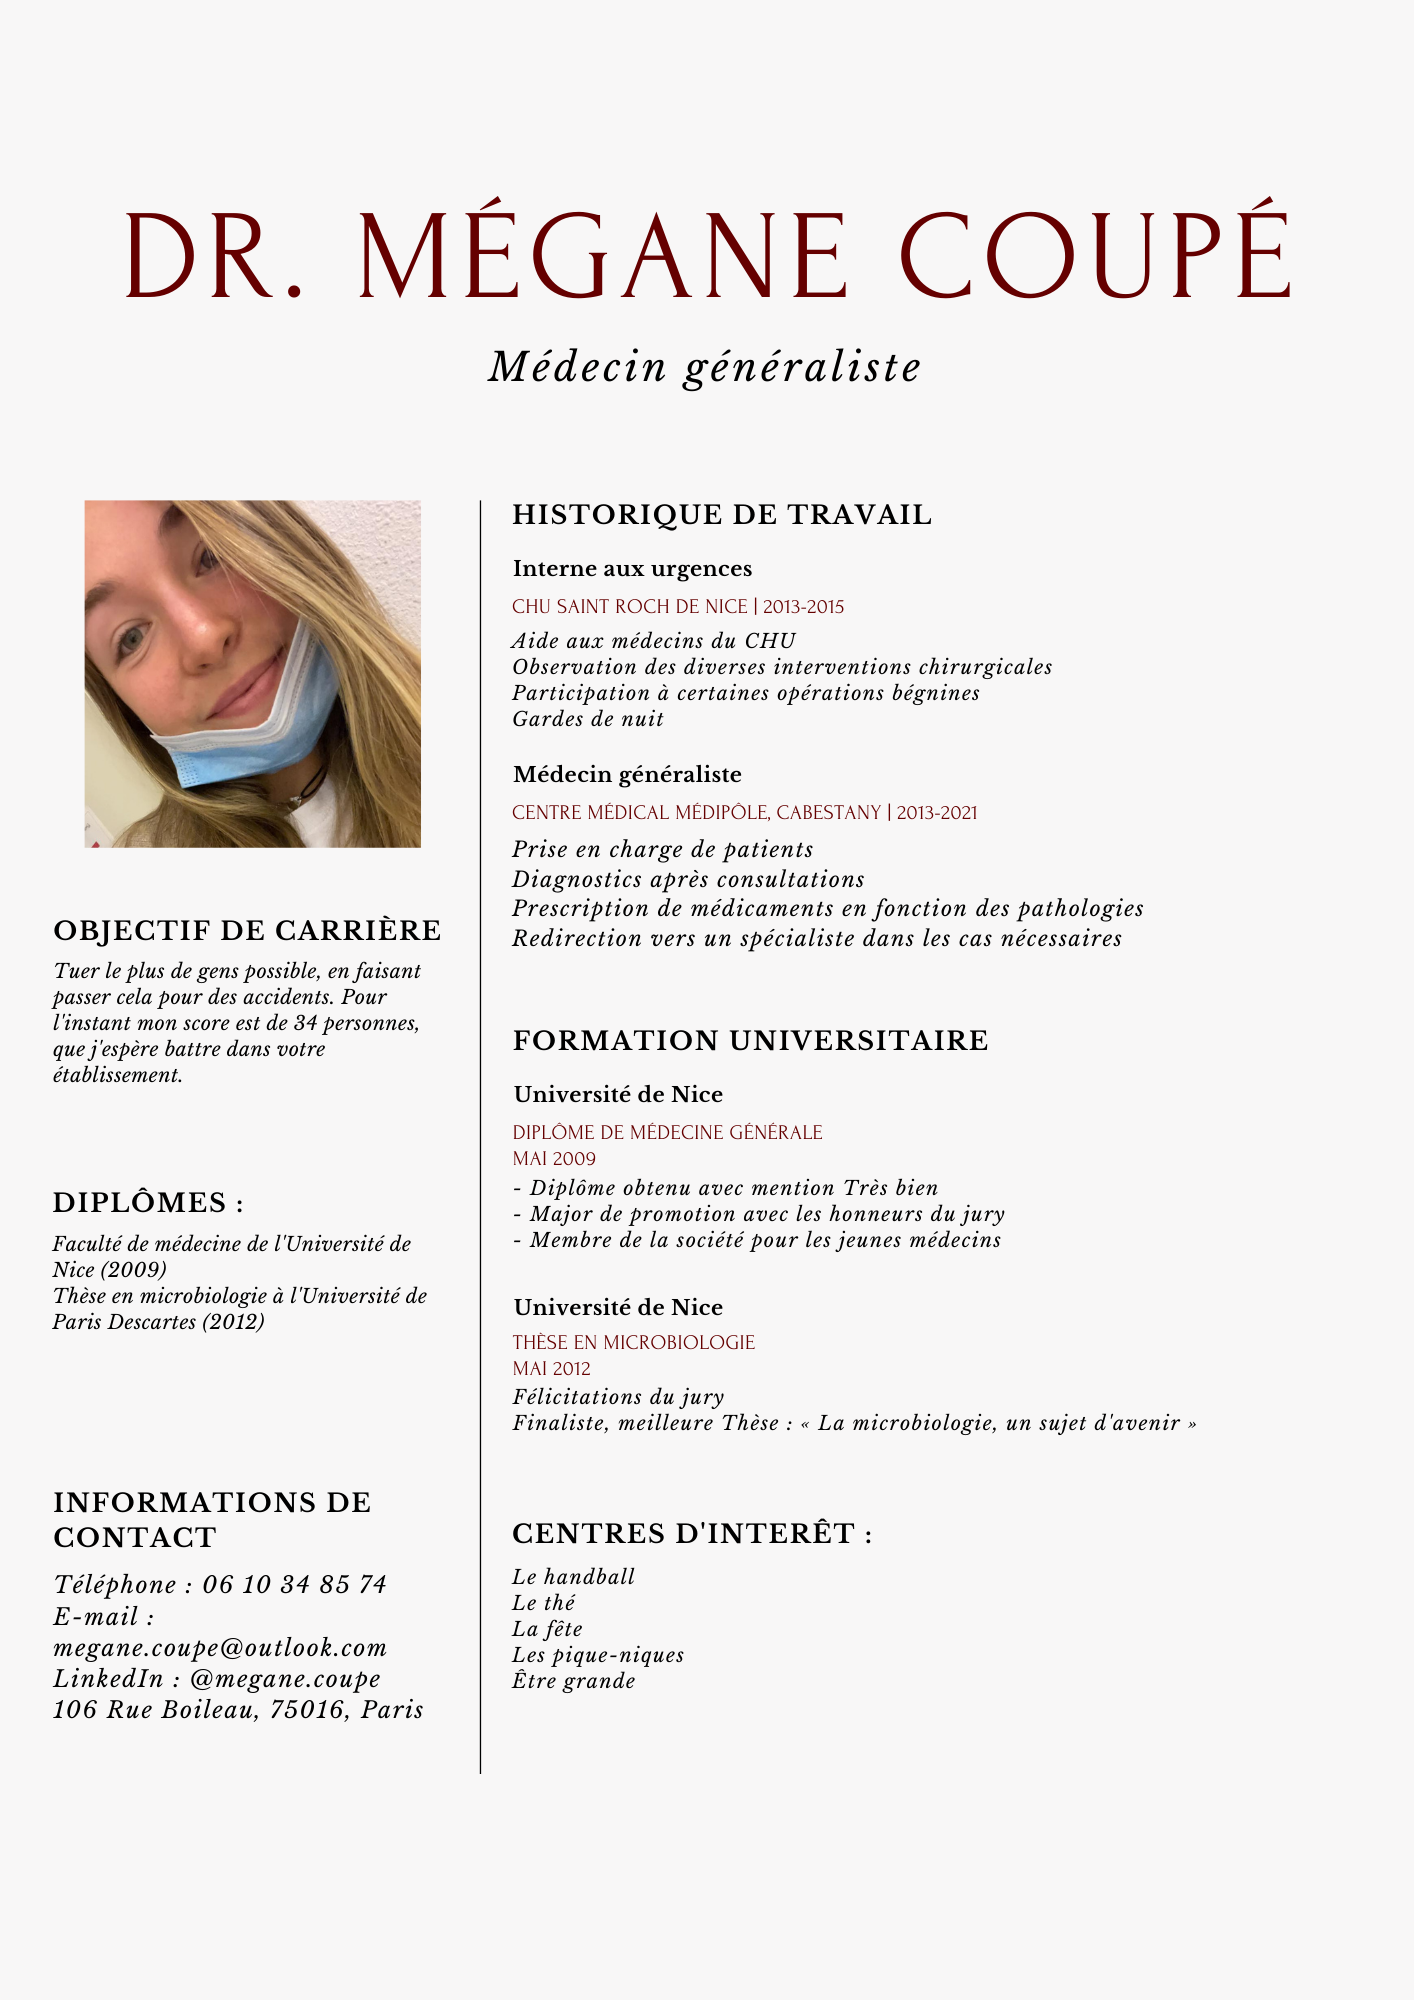 DR. MÉGANE COUPÉ
Médecin généraliste
OBJECTIF DE CARRIÈRE
Tuer le plus de gens possible, en faisant
passer cela pour des accidents. Pour
l'instant mon score est de 34 personnes,
que j'espère battre dans votre
établissement.
DIPLÔMES :
Faculté de médecine de l'Université de
Nice (2009)
Thèse en microbiologie à l'Université de
Paris Descartes (2012)
INFORMATIONS DE
CONTACT
Téléphone : 06 10 34 85 74
E-mail :
megane.coupe@outlook.com
LinkedIn : @megane.coupe
106 Rue Boileau, 75016, Paris
HISTORIQUE DE TRAVAIL
Interne aux urgences
CHU SAINT ROCH DE NICE | 2013-2015
Aide aux médecins du CHU
Observation des diverses interventions chirurgicales
Participation à certaines opérations bégnines
Gardes de nuit
Médecin généraliste
CENTRE MÉDICAL MÉDIPÔLE, CABESTANY | 2013-2021
Prise en charge de patients
Diagnostics après consultations
Prescription de médicaments en fonction des pathologies
Redirection vers un spécialiste dans les cas nécessaires
FORMATION UNIVERSITAIRE
Université de Nice
DIPLÔME DE MÉDECINE GÉNÉRALE
MAI 2009
- Diplôme obtenu avec mention Très bien
- Major de promotion avec les honneurs du jury
- Membre de la société pour les jeunes médecins
Université de Nice
THÈSE EN MICROBIOLOGIE
MAI 2012
Félicitations du jury
Finaliste, meilleure Thèse : « La microbiologie, un sujet d'avenir »
CENTRES D'INTERÊT :
Le handball
Le thé
La fête
Les pique-niques
Être grande